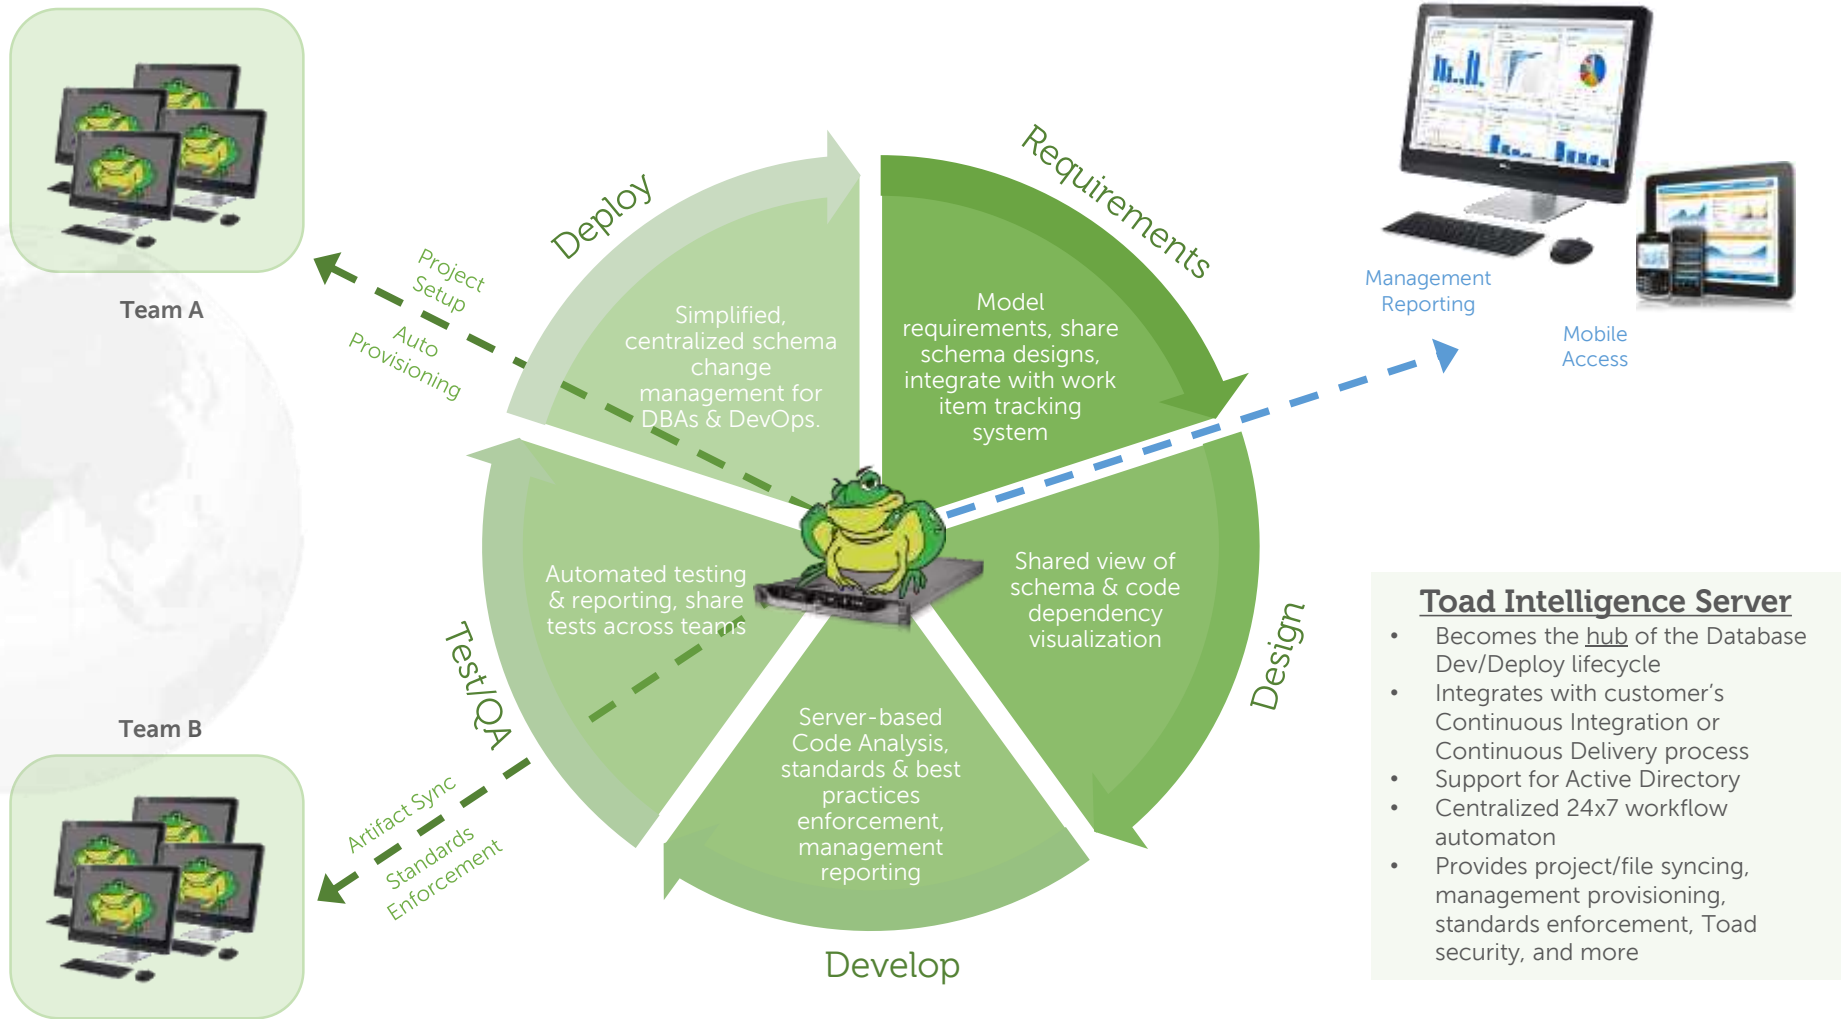 Team A
Project
Setup
Auto
Provisioning
Deploy
Simplified,
centralized schema
change
management for
DBAs & DevOps.
Requirements
Model
requirements, share
schema designs,
integrate with work
item tracking
system
Management
Reporting
Mobile
Access
Design
Shared view of
schema & code
dependency
visualization
Develop
Server-based
Code Analysis,
standards & best
practices
enforcement,
management
reporting
Test/QA
Automated testing
& reporting, share
tests across teams
Team B
Artifact Sync
Standards
Enforcement
Toad Intelligence Server
• Becomes the hub of the Database
Dev/Deploy lifecycle
• Integrates with customer’s
Continuous Integration or
Continuous Delivery process
• Support for Active Directory
• Centralized 24x7 workflow
automaton
• Provides project/file syncing,
management provisioning,
standards enforcement, Toad
security, and more